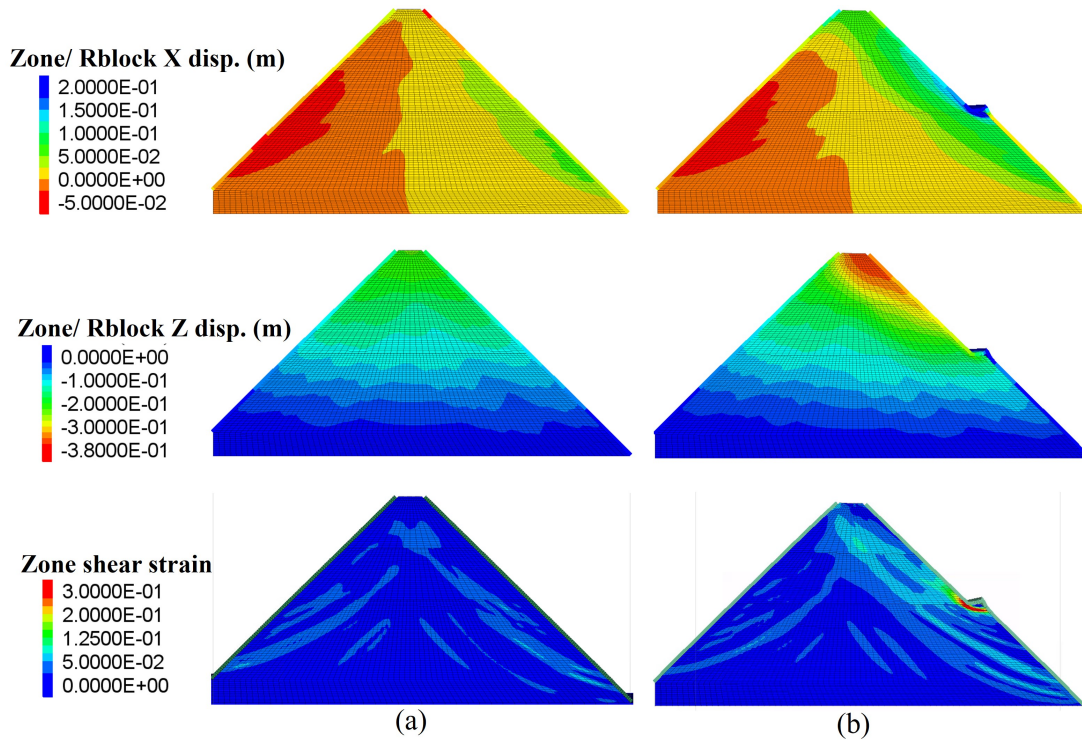 Zone/ Rblock X disp. (m)
2.0000E-01
1.5000E-01
1.0000E-01
5.0000E-02
0.0000E+00
-5.0000E-02
Zone/ Rblock Z disp. (m)
0.0000E+00
-1.0000E-01
-2.0000E-01
-3.0000E-01
-3.8000E-01
Zone shear strain
3.0000E-01
2.0000E-01
1.2500E-01
5.0000E-02
0.0000E+00
(a)
(b)